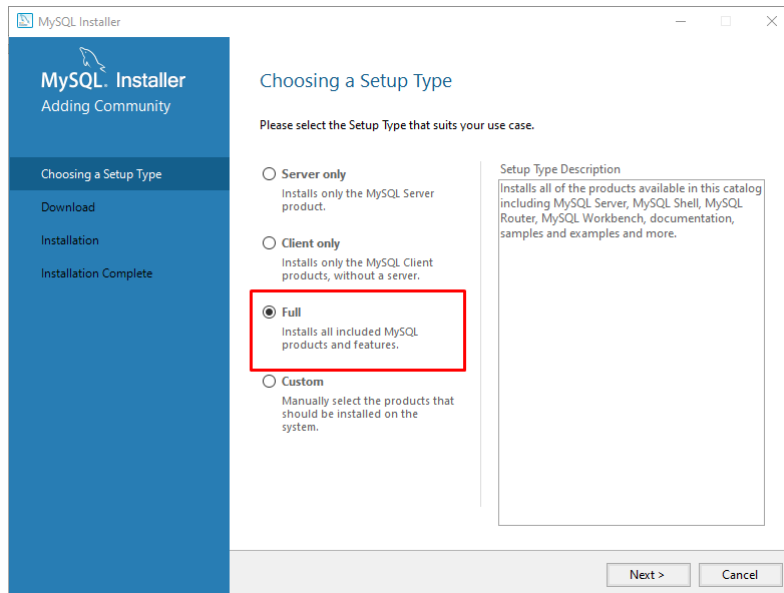 MySQL Installer
MySQL. Installer
Adding Community
Choosing a Setup Type
Download
Installation
Installation Complete
Choosing a Setup Type
Please select the Setup Type that suits your use case.
Server only
Installs only the MySQL Server
product.
Client only
Installs only the MySQL Client
products, without a server.
Full
Installs all included MySQL
products and features.
Custom
Manually select the products that
should be installed on the
system.
Setup Type Description
Installs all of the products available in this catalog
including MySQL Server, MySQL Shell, MySQL
Router, MySQL Workbench, documentation,
samples and examples and more.
Next >
Cancel